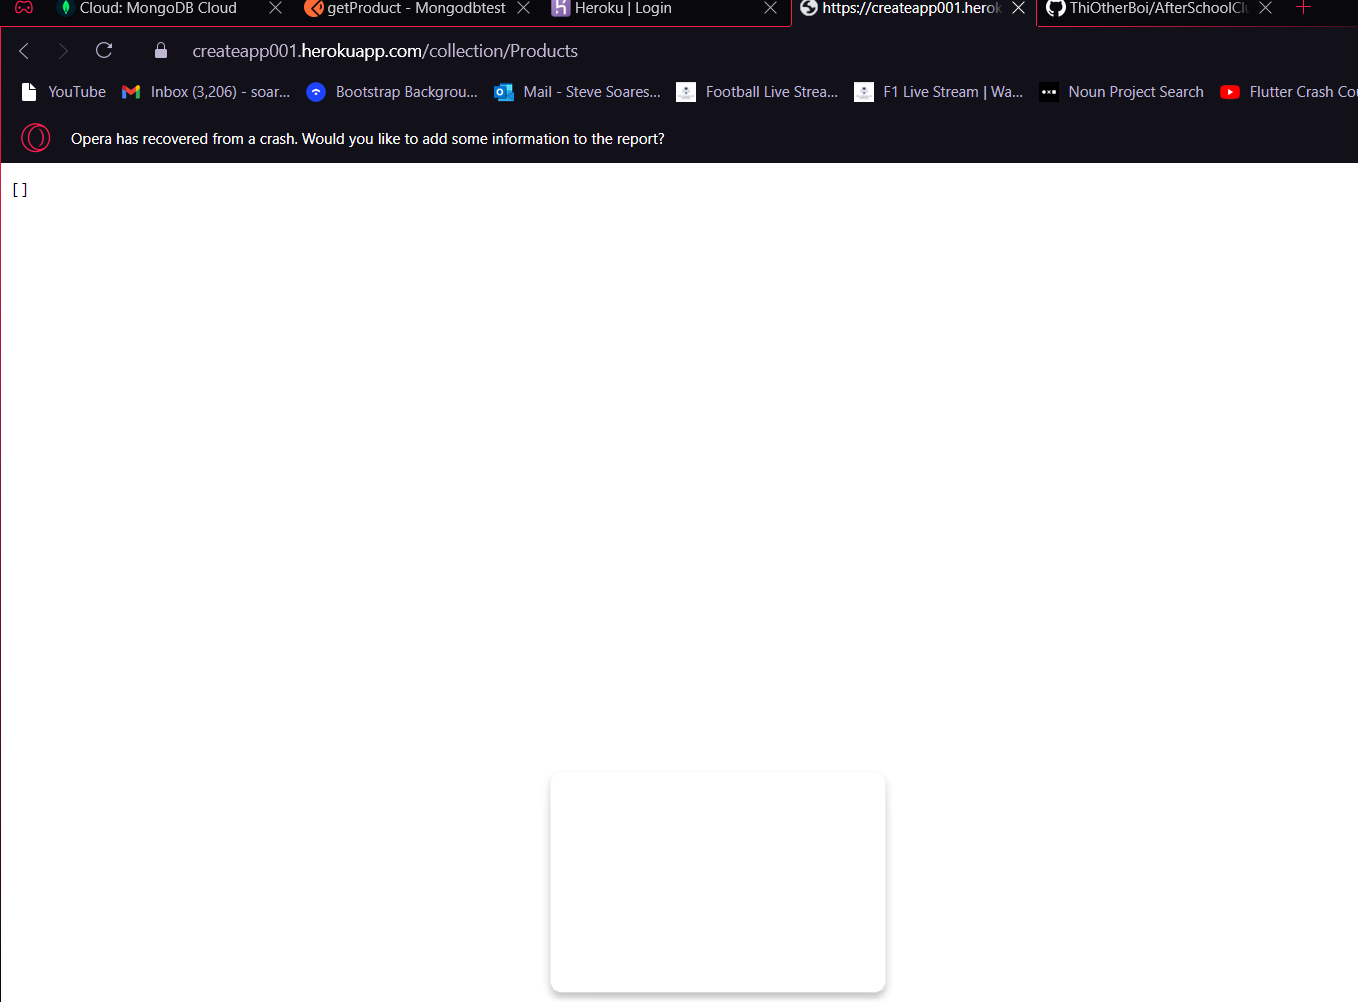 Cloud: MongoDB Cloud
getProduct - Mongodbtest
Heroku | Login
https://createapp001.herok
ThiOtherBoi/AfterSchoolClu
createapp001.herokuapp.com/collection/Products
YouTube
Inbox (3,206) - soar...
Bootstrap Backgrou...
Mail - Steve Soares...
Football Live Strea...
F1 Live Stream | Wa...
Noun Project Search
Flutter Crash Cou
Opera has recovered from a crash. Would you like to add some information to the report?
[]